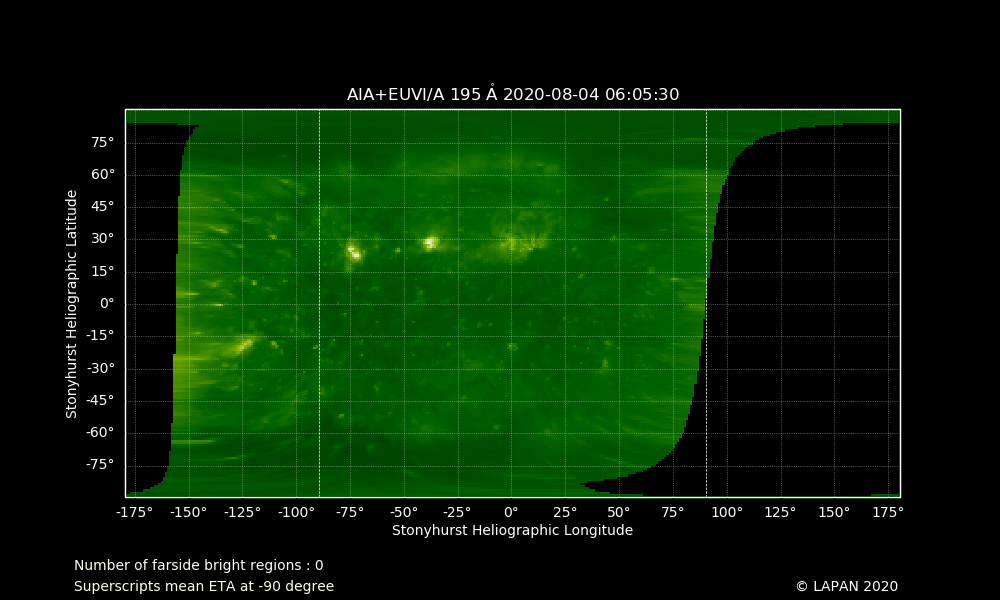 AIA+EUVI/A 195 Å 2020-08-04 06:05:30
75°
60°
45°
30°
15°
0°
-15°
-30°
-45°
-60°
-75°
Stonyhurst Heliographic Latitude
-175° -150° -125° -100° -75° -50° -25° 0° 25° 50° 75° 100° 125° 150° 175°
Stonyhurst Heliographic Longitude
Number of farside bright regions : 0
Superscripts mean ETA at -90 degree
© LAPAN 2020